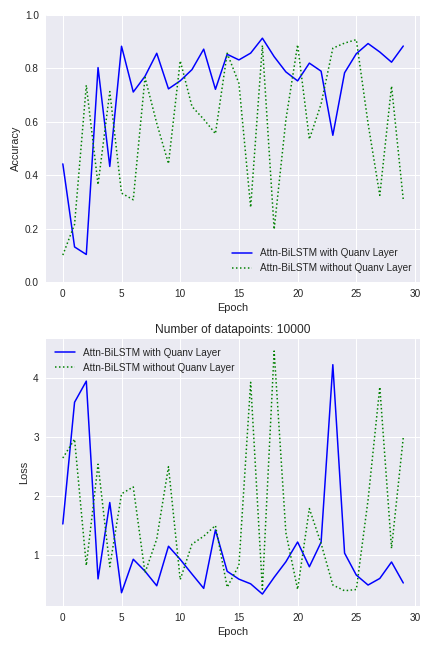 1.0
0.8
0.6
0.4
0.2
0.0
Accuracy
Attn-BiLSTM with Quanv Layer
Attn-BiLSTM without Quanv Layer
0 5 10 15 20 25 30
Epoch
Number of datapoints: 10000
Attn-BiLSTM with Quanv Layer
Attn-BiLSTM without Quanv Layer
4
3
2
1
Loss
0 5 10 15 20 25 30
Epoch